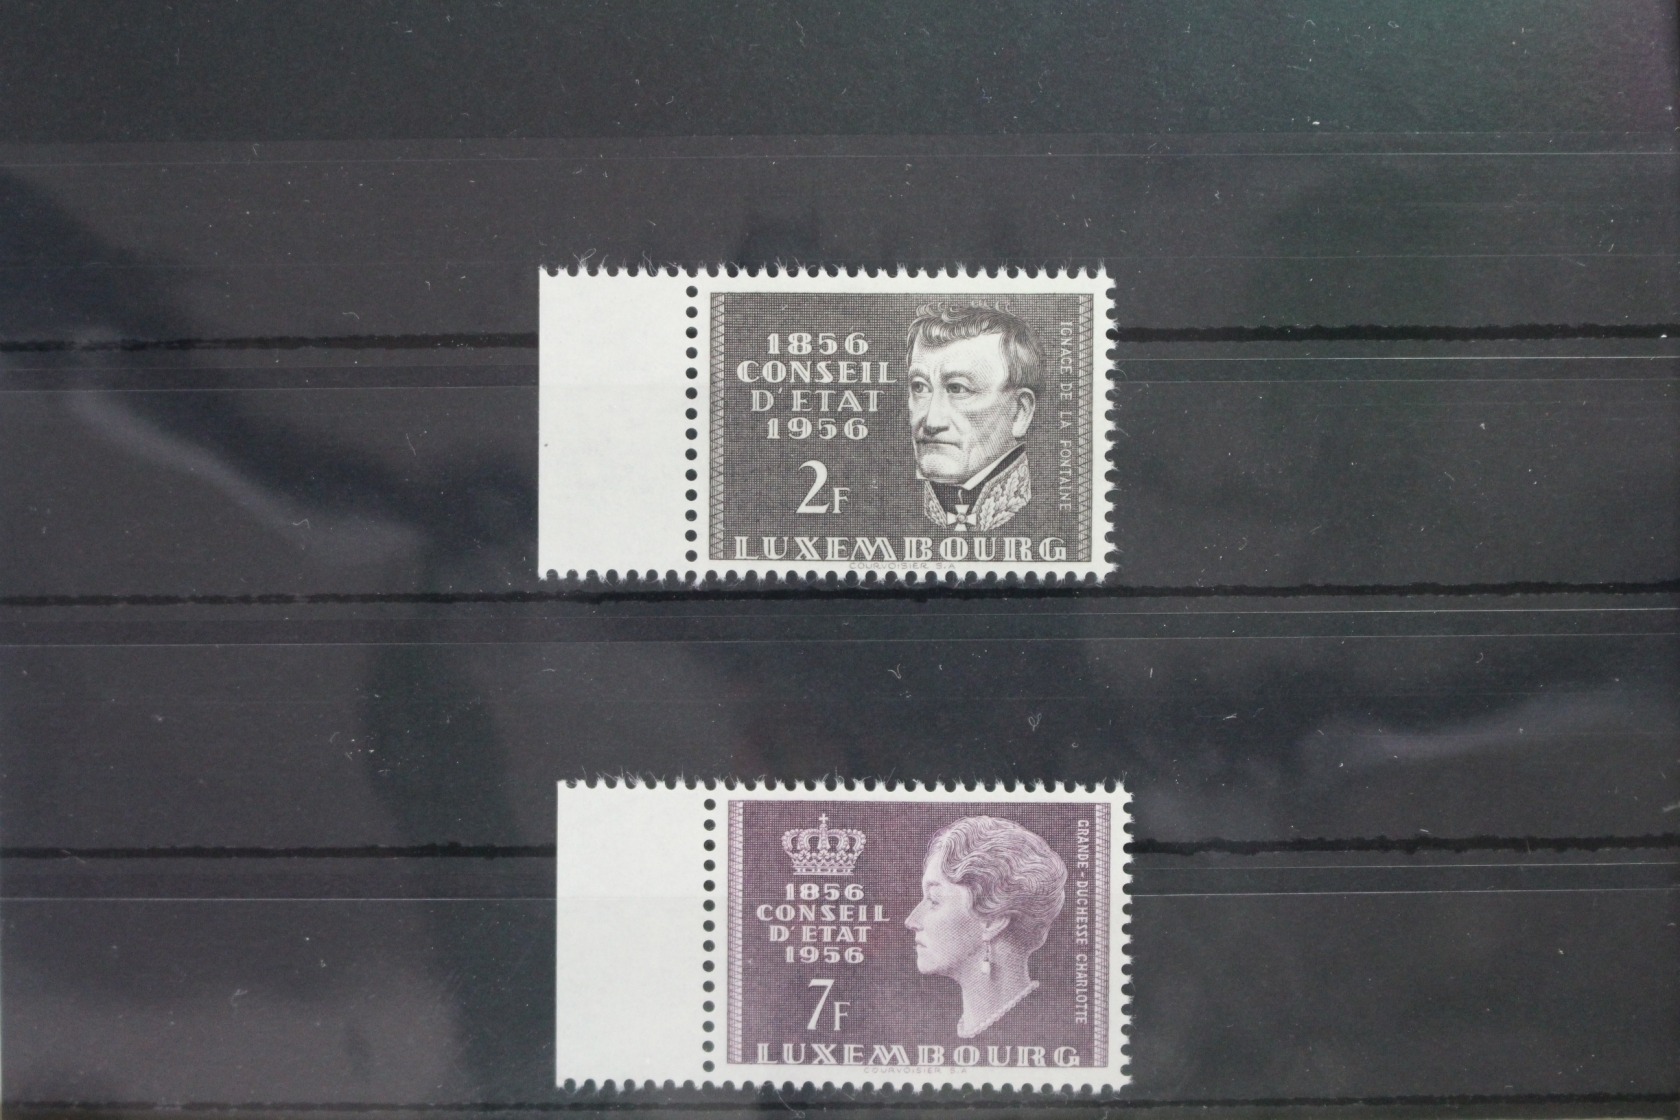 1856
CONSEIL
D'ETAT
1956
2F
LUXEMBOURG
IGNACE DE LA FONTAINE
COURVOISIER S.A
1856
CONSEIL
D'ETAT
1956
7F
LUXEMBOURG
GRANDE-DUCHESSE CHARLOTTE
COURVOISIER S.A